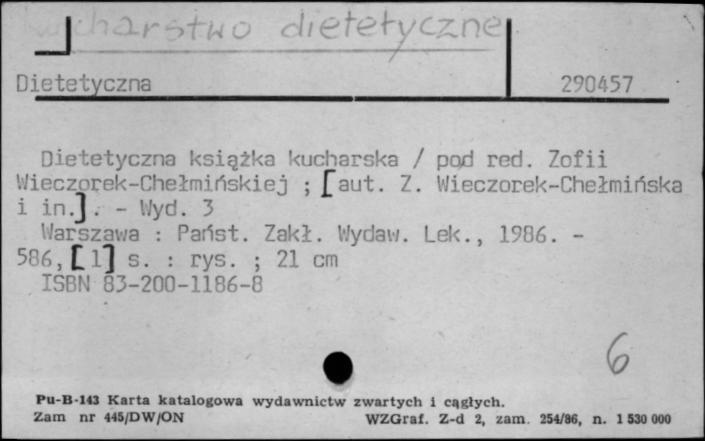 kucharstwo dietetyczne
Dietetyczna 290457
Dietetyczna książka kucharska / pod red. Zofii
Wieczorek-Chełmińskiej ; [aut. Z. Wieczorek-Chełmińska
i in.]. - Wyd. 3
Warszawa : Państ. Zakł. Wydaw. Lek., 1986. -
586,[1] s. : rys. ; 21 cm
ISBN 83-200-1186-8
6
Pu-B-143 Karta katalogowa wydawnictw zwartych i cągłych.
Zam nr 445/DW/ON WZGraf. Z-d 2, zam. 254/86, n. 1 530 000